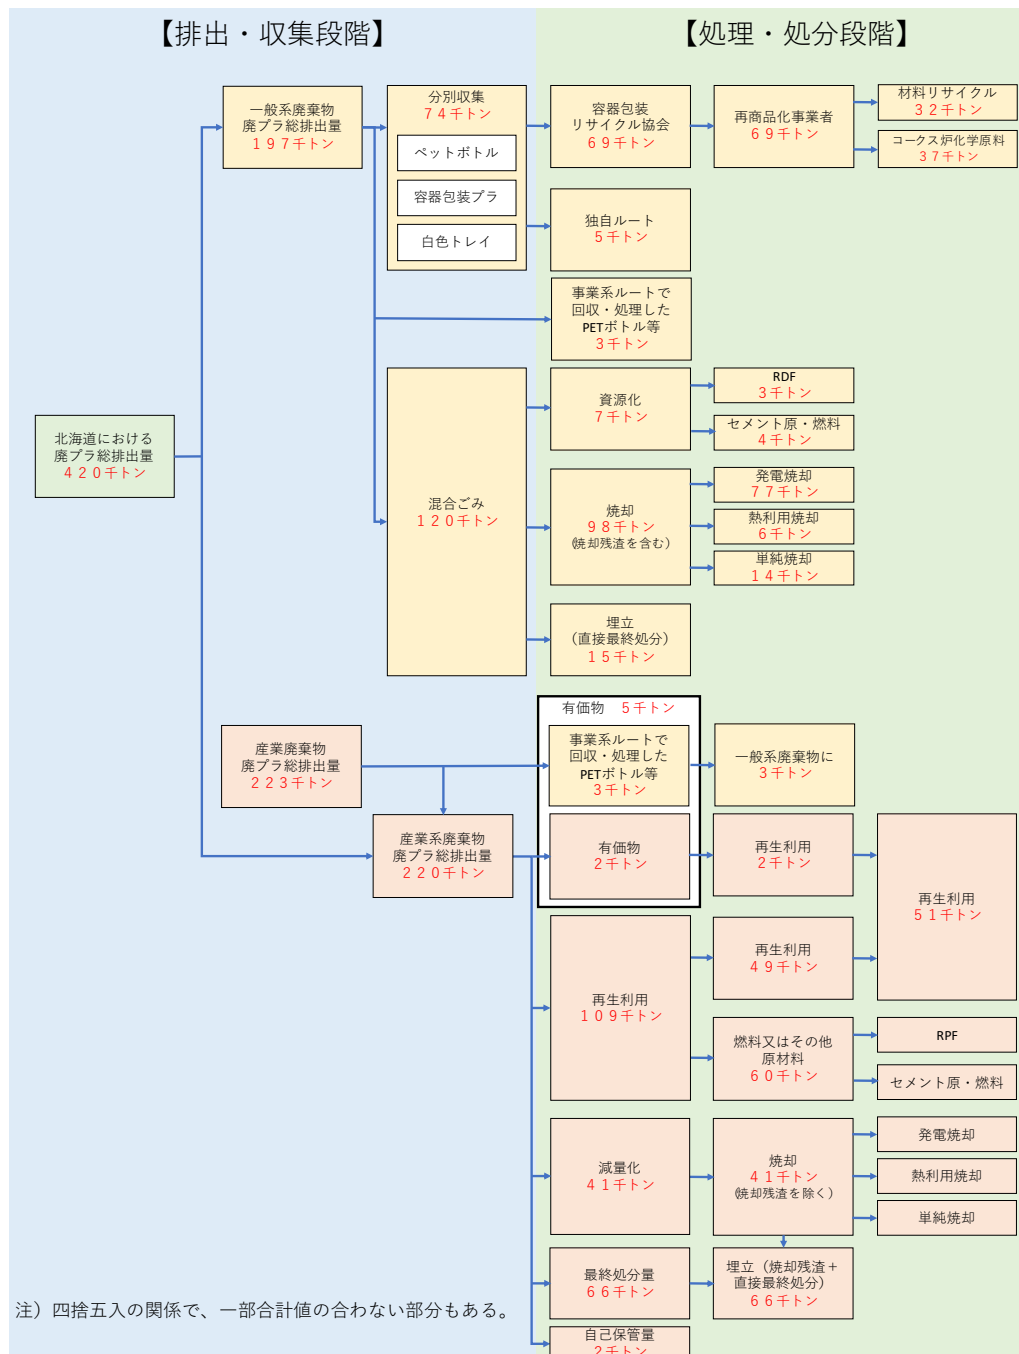 【排出・収集段階】
【処理・処分段階】
一般系廃棄物
廃プラ総排出量
１９７千トン
分別収集
７４千トン
ペットボトル
容器包装プラ
白色トレイ
容器包装
リサイクル協会
６９千トン
再商品化事業者
６９千トン
材料リサイクル
３２千トン
コークス炉化学原料
３７千トン
独自ルート
５千トン
事業系ルートで
回収・処理した
PETボトル等
３千トン
北海道における
廃プラ総排出量
４２０千トン
混合ごみ
１２０千トン
資源化
７千トン
RDF
３千トン
セメント原・燃料
４千トン
焼却
９８千トン
(焼却残渣を含む)
発電焼却
７７千トン
熱利用焼却
６千トン
単純焼却
１４千トン
埋立
（直接最終処分）
１５千トン
有価物　５千トン
産業廃棄物
廃プラ総排出量
２２３千トン
事業系ルートで
回収・処理した
PETボトル等
３千トン
一般系廃棄物に
３千トン
産業系廃棄物
廃プラ総排出量
２２０千トン
有価物
２千トン
再生利用
２千トン
再生利用
５１千トン
再生利用
１０９千トン
再生利用
４９千トン
燃料又はその他
原材料
６０千トン
RPF
セメント原・燃料
減量化
４１千トン
焼却
４１千トン
(焼却残渣を除く)
発電焼却
熱利用焼却
単純焼却
最終処分量
６６千トン
埋立（焼却残渣＋
直接最終処分）
６６千トン
自己保管量
２千トン
注）四捨五入の関係で、一部合計値の合わない部分もある。